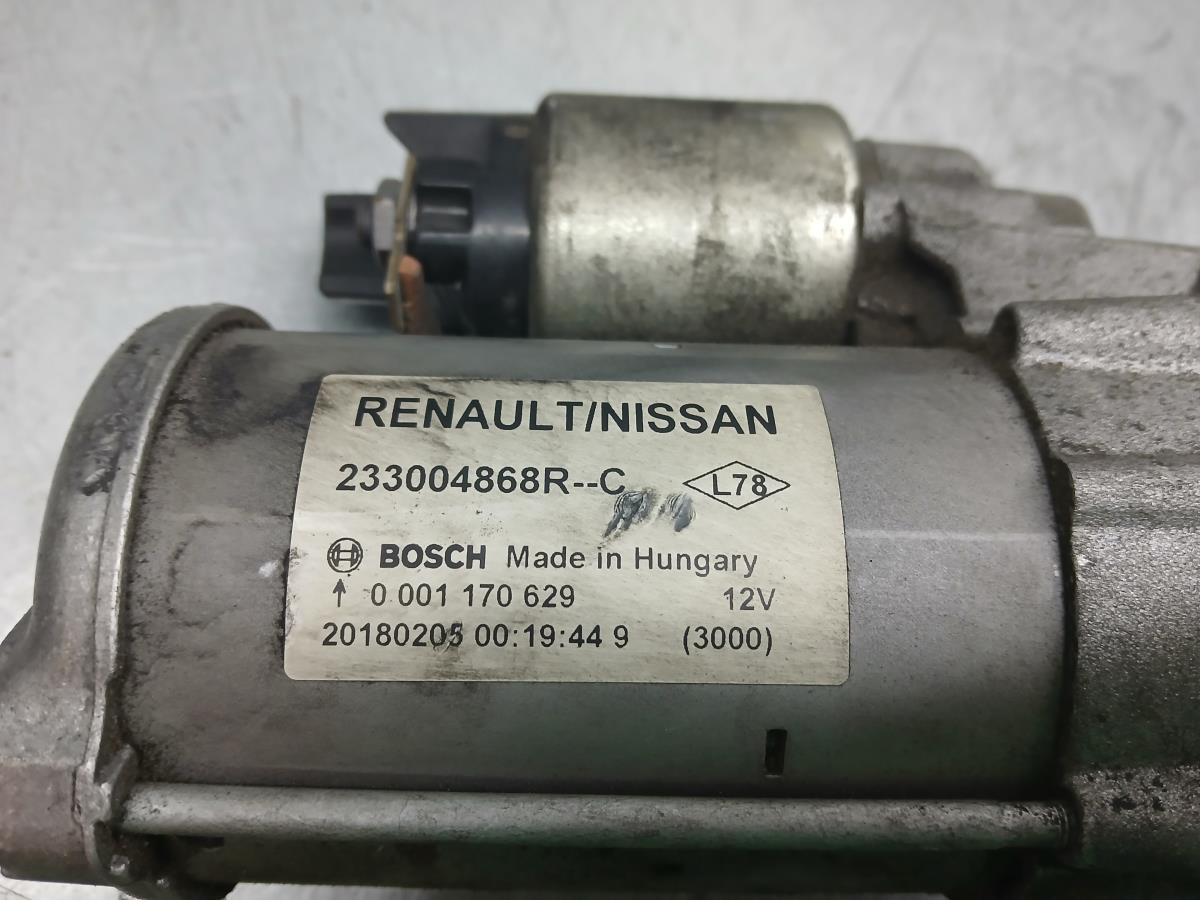 RENAULT/NISSAN
233004868R--C L78
BOSCH Made in Hungary
↑ 0 001 170 629 12V
20180205 00:19:44 9 (3000)